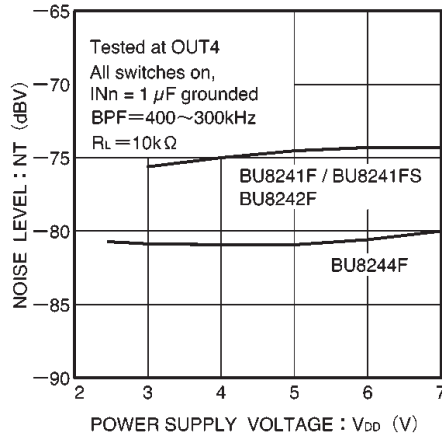 −65
−70
−75
−80
−85
−90
NOISE LEVEL : NT (dBV)
Tested at OUT4
All switches on,
INn = 1 μF grounded
BPF=400～300kHz
RL=10kΩ
BU8241F / BU8241FS
BU8242F
BU8244F
2 3 4 5 6 7
POWER SUPPLY VOLTAGE : VDD (V)